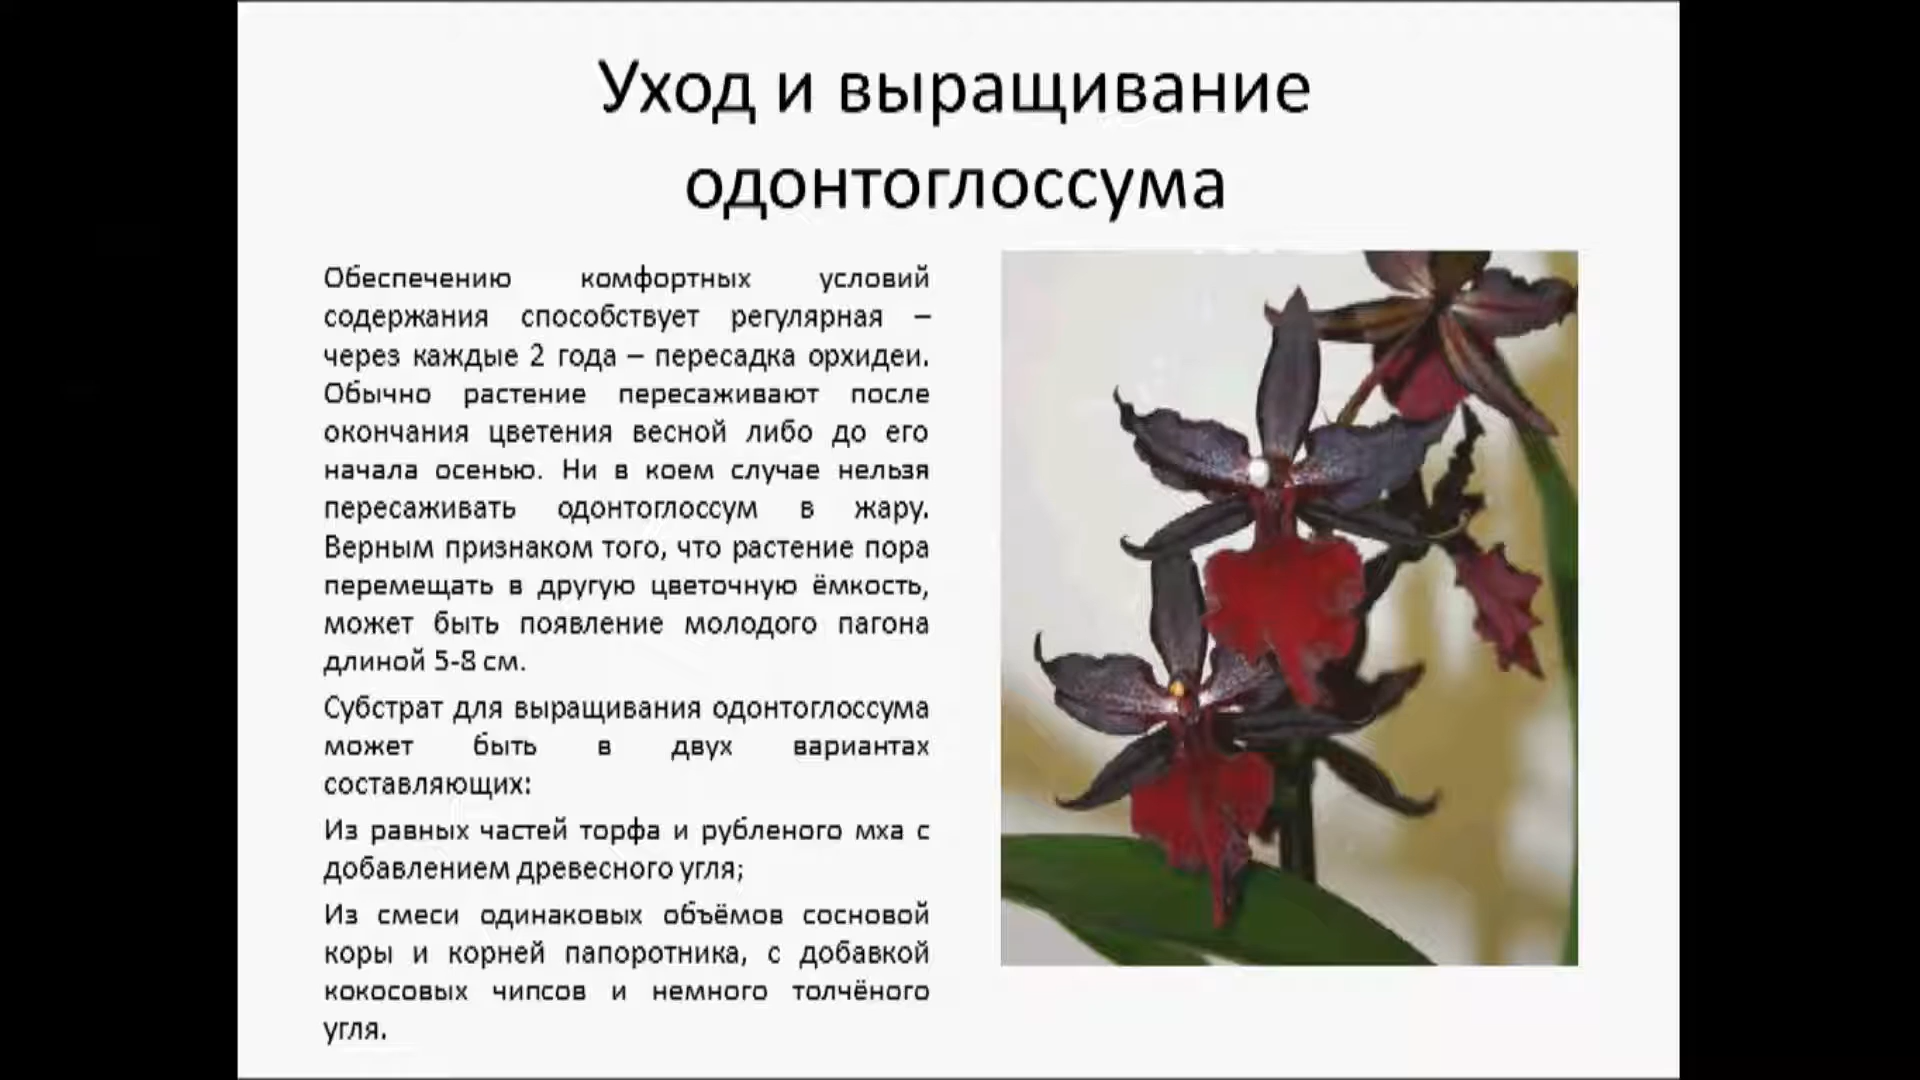 Уход и выращивание
одонтоглоссума
Обеспечению комфортных условий
содержания способствует регулярная –
через каждые 2 года – пересадка орхидеи.
Обычно растение пересаживают после
окончания цветения весной либо до его
начала осенью. Ни в коем случае нельзя
пересаживать одонтоглоссум в жару.
Верным признаком того, что растение пора
перемещать в другую цветочную ёмкость,
может быть появление молодого пагона
длиной 5-8 см.
Субстрат для выращивания одонтоглоссума
может быть в двух вариантах
составляющих:
Из равных частей торфа и рубленого мха с
добавлением древесного угля;
Из смеси одинаковых объёмов сосновой
коры и корней папоротника, с добавкой
кокосовых чипсов и немного толчёного
угля.